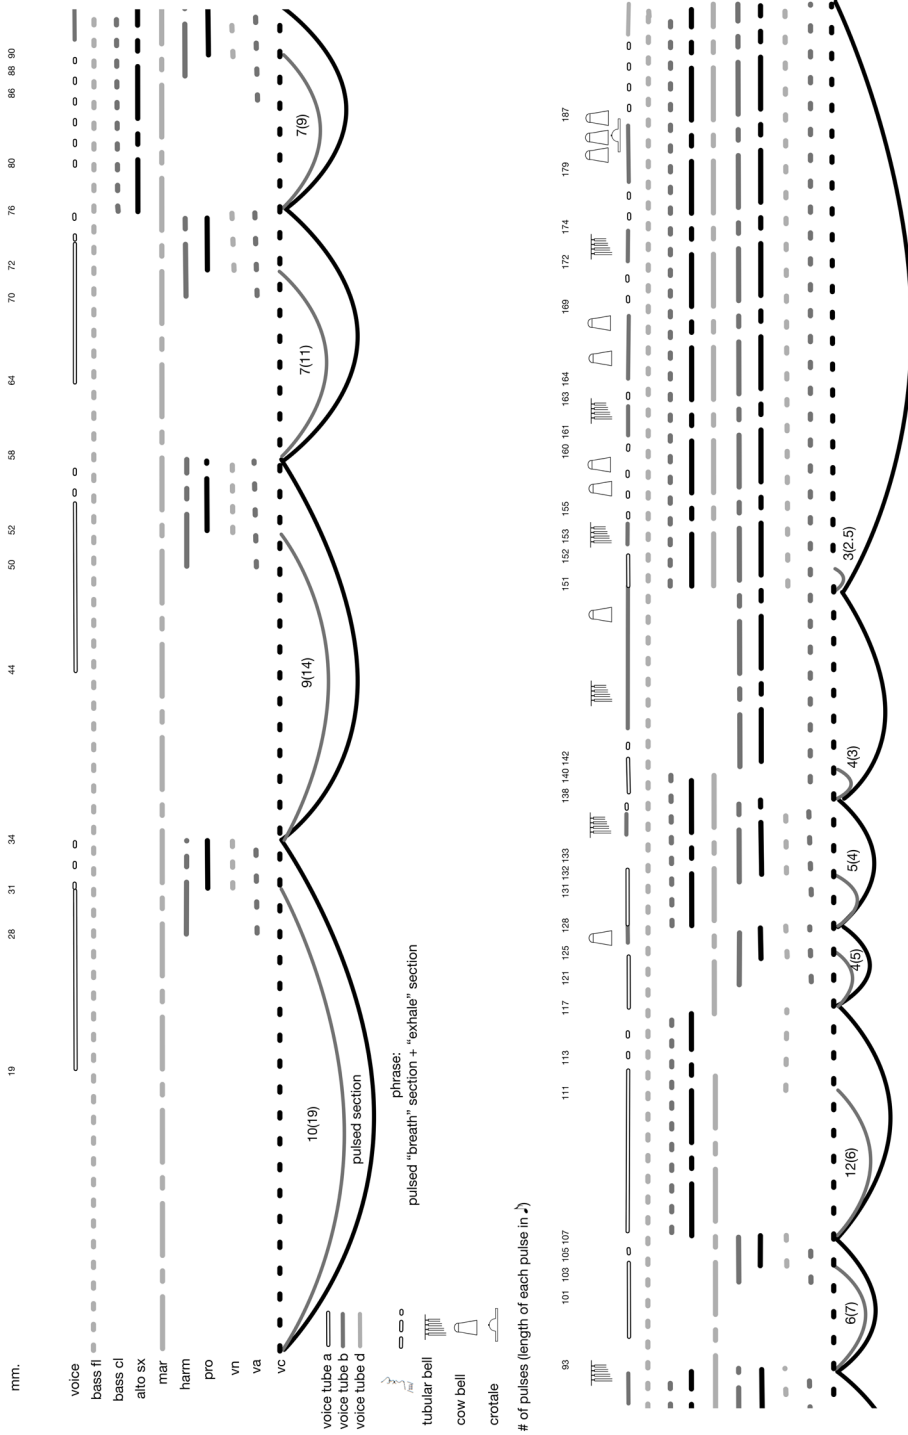 mm. 19 28 31 34 44 50 52 58 64 70 72 76 80 86 88 90
voice
bass fl
bass cl
alto sx
mar
harm
pro
vn
va
vc
10(19) 9(14) 7(11) 7(9)
pulsed section
voice tube a
voice tube b
voice tube d
phrase:
pulsed “breath” section + “exhale” section
tubular bell
cow bell
crotale
# of pulses (length of each pulse in ♪)
93 101 103 105 107 111 113 117 121 125 128 131 132 133 138 140 142 151 152 153 155 160 161 163 164 169 172 174 179 187
6(7) 12(6) 4(5) 5(4) 4(3) 3(2.5)